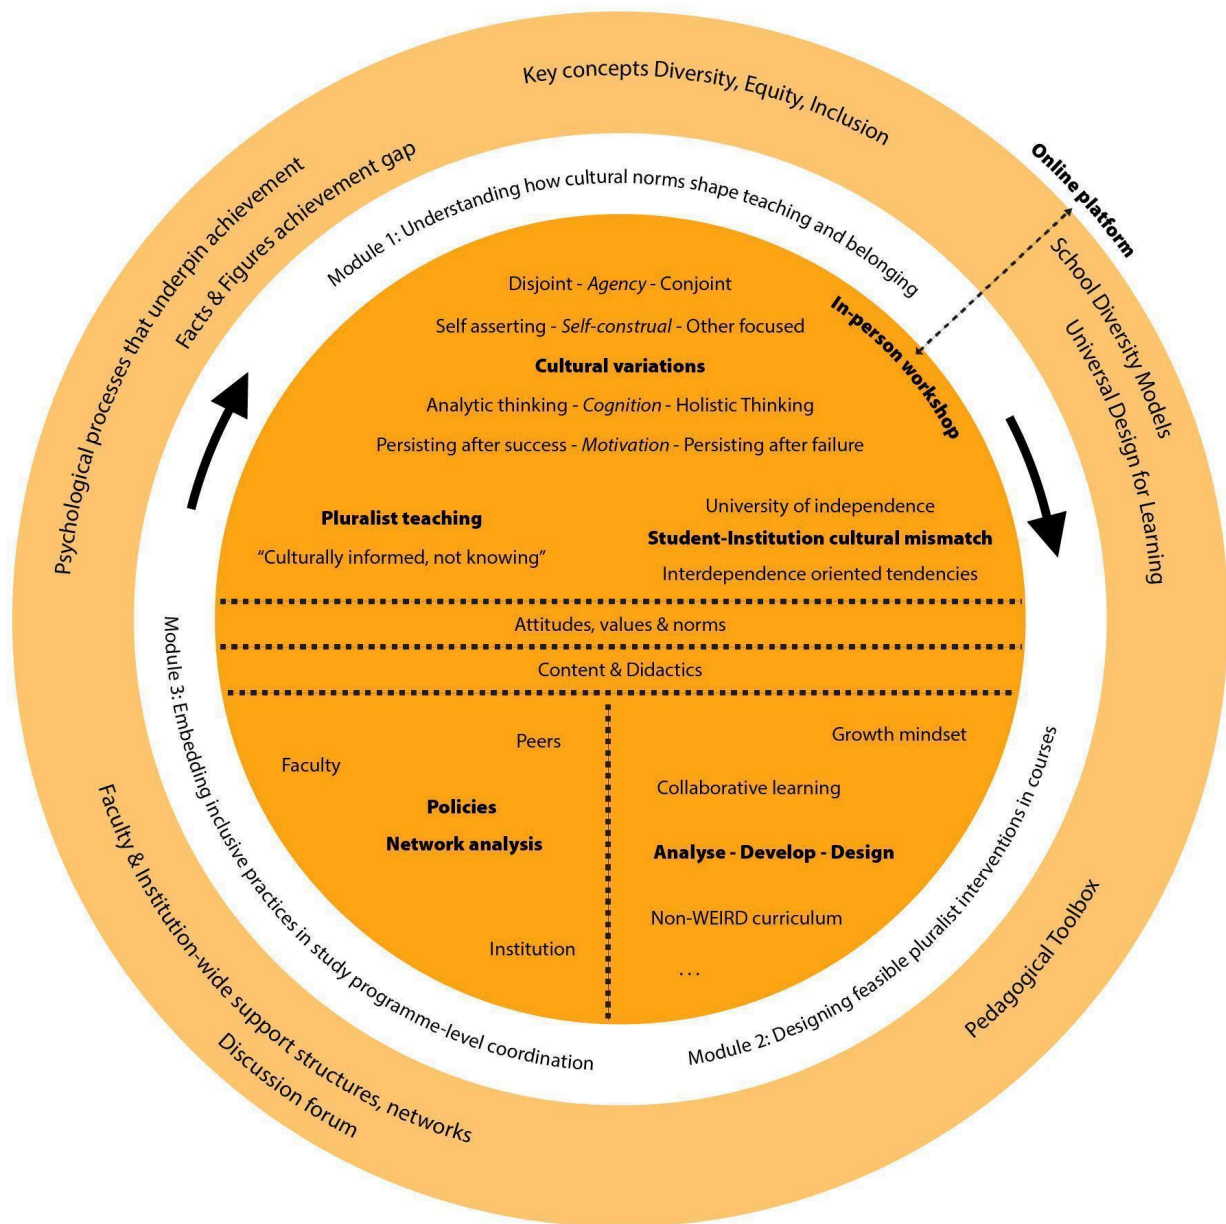 Key concepts Diversity, Equity, Inclusion
Psychological processes that underpin achievement
Facts & Figures achievement gap
Online platform
School Diversity Models
Universal Design for Learning
Module 1: Understanding how cultural norms shape teaching and belonging
In-person workshop
Disjoint - Agency - Conjoint
Self asserting - Self-construal - Other focused
Cultural variations
Analytic thinking - Cognition - Holistic Thinking
Persisting after success - Motivation - Persisting after failure
Pluralist teaching
“Culturally informed, not knowing”
University of independence
Student-Institution cultural mismatch
Interdependence oriented tendencies
Attitudes, values & norms
Content & Didactics
Peers
Faculty
Policies
Network analysis
Institution
Growth mindset
Collaborative learning
Analyse - Develop - Design
Non-WEIRD curriculum
...
Module 2: Designing feasible pluralist interventions in courses
Pedagogical Toolbox
Module 3: Embedding inclusive practices in study programme-level coordination
Faculty & Institution-wide support structures, networks
Discussion forum